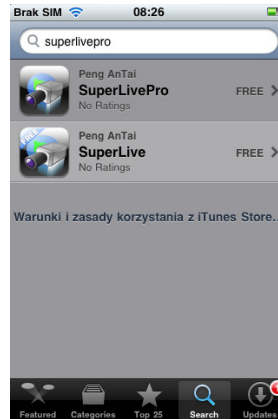 Brak SIM 08:26
superlivepro
Peng AnTai
SuperLivePro FREE
No Ratings
FREE
Peng AnTai
SuperLive FREE
No Ratings
Warunki i zasady korzystania z iTunes Store...
Featured Categories Top 25 Search Updates